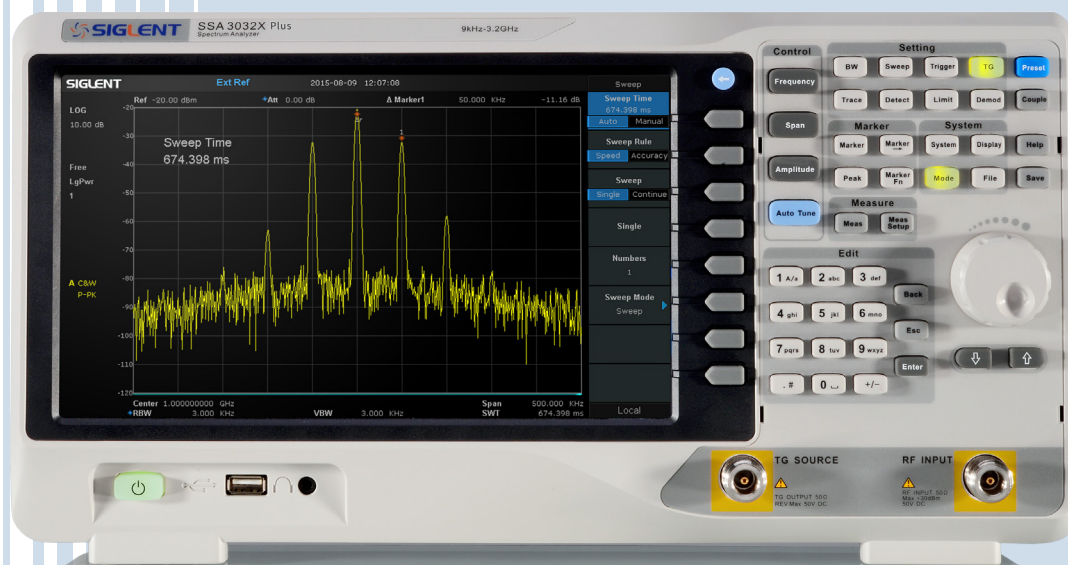 SIGLENT SSA 3032X Plus
Spectrum Analyzer
9kHz-3.2GHz
SIGLENT Ext Ref 2015-08-09 12:07:08 Sweep
LOG Ref -20.00 dBm *Att 0.00 dB Δ Marker1 50.000 KHz -11.16 dB
10.00 dB
Free
LgPwr
1
A C&W
P-PK
-20
-30
-40
-50
-60
-70
-80
-90
-100
-110
-120
Sweep Time
674.398 ms
1
Center 1.000000000 GHz Span 500.000 KHz
*RBW 3.000 KHz VBW 3.000 KHz SWT 674.398 ms
Sweep Time
674.398 ms
Auto Manual
Sweep Rule
Speed Accuracy
Sweep
Single Continue
Single
Numbers
1
Sweep Mode
Sweep
Local
Control
Frequency
Span
Amplitude
Auto Tune
Setting
BW Sweep Trigger TG Preset
Trace Detect Limit Demod Couple
Marker System
Marker Marker System Display Help
Peak Marker Fn Mode File Save
Measure
Meas Meas Setup
Edit
1 A/a 2 abc 3 def
Back
4 ghi 5 jkl 6 mno
Esc
7 pqrs 8 tuv 9 wxyz
Enter
. # 0 +/-
TG SOURCE RF INPUT
TG OUTPUT 50Ω
REV:Max 50V DC
RF INPUT 50Ω
Max +30dBm
50V DC